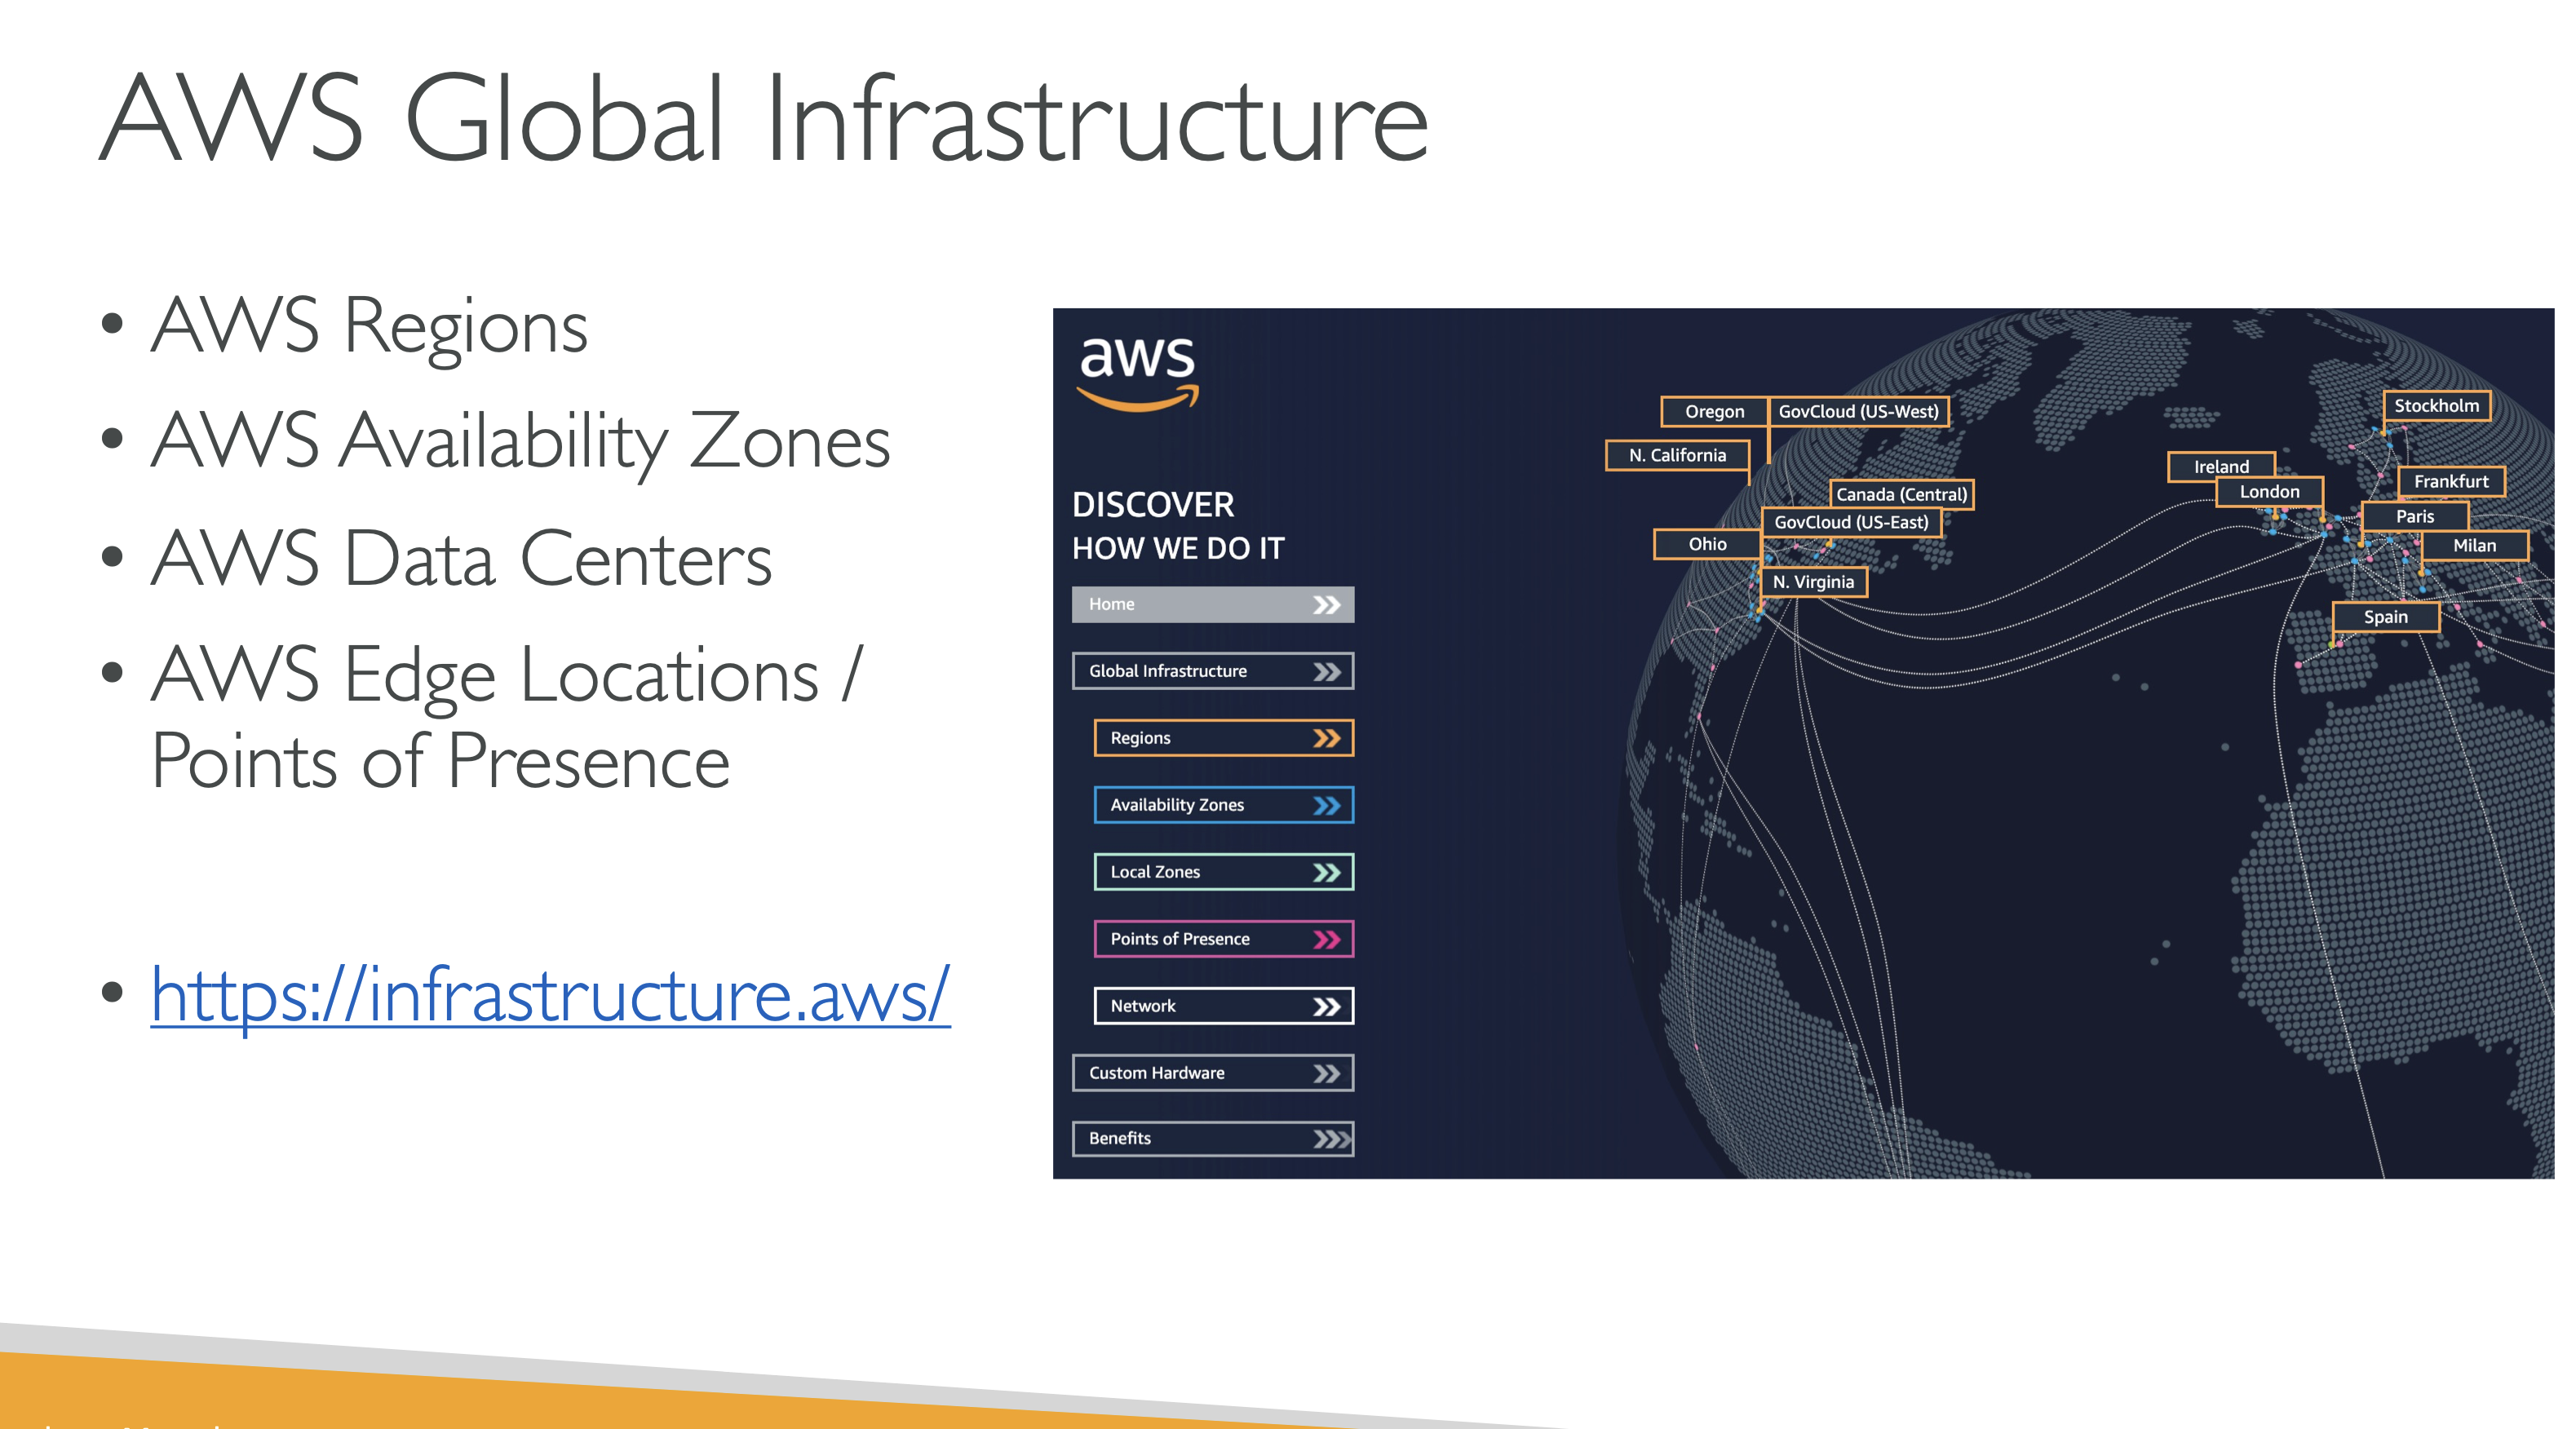 AWS Global Infrastructure
• AWS Regions
• AWS Availability Zones
• AWS Data Centers
• AWS Edge Locations /
Points of Presence
• https://infrastructure.aws/
aws
DISCOVER
HOW WE DO IT
Home
Global Infrastructure
Regions
Availability Zones
Local Zones
Points of Presence
Network
Custom Hardware
Benefits
Oregon
GovCloud (US-West)
N. California
Canada (Central)
GovCloud (US-East)
Ohio
N. Virginia
Stockholm
Ireland
London
Frankfurt
Paris
Milan
Spain